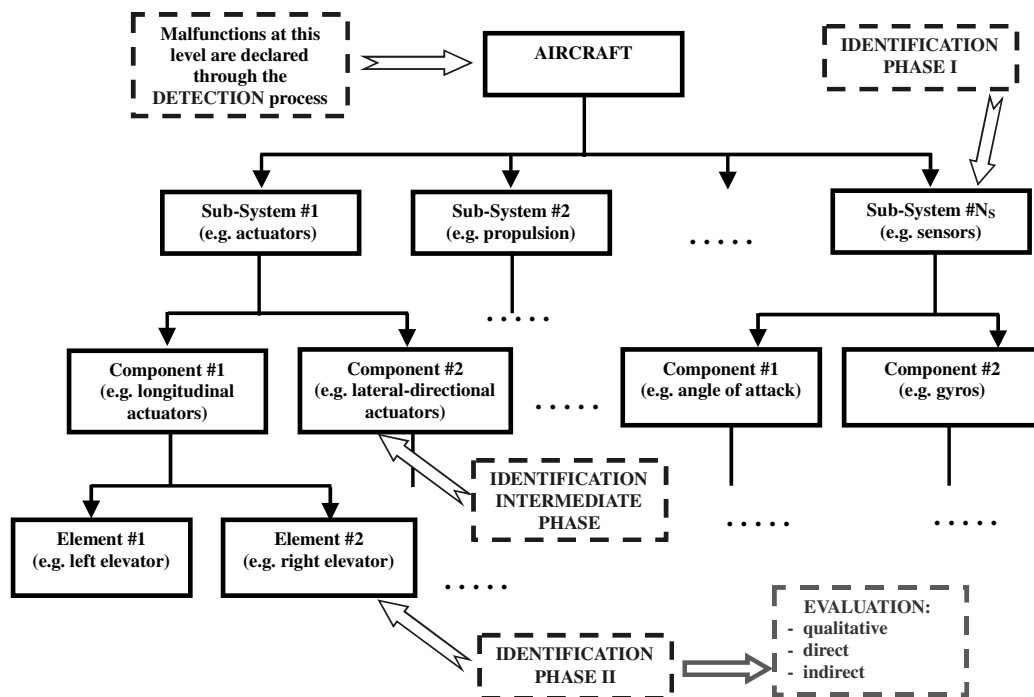 Malfunctions at this
level are declared
through the
DETECTION process
AIRCRAFT
IDENTIFICATION
PHASE I
Sub-System #1
(e.g. actuators)
Sub-System #2
(e.g. propulsion)
. . . . .
Sub-System #NS
(e.g. sensors)
. . . . .
Component #1
(e.g. longitudinal
actuators)
Component #2
(e.g. lateral-directional
actuators)
. . . . .
Component #1
(e.g. angle of attack)
Component #2
(e.g. gyros)
IDENTIFICATION
INTERMEDIATE
PHASE
. . . . .
. . . . .
Element #1
(e.g. left elevator)
Element #2
(e.g. right elevator)
. . . . .
IDENTIFICATION
PHASE II
EVALUATION:
- qualitative
- direct
- indirect